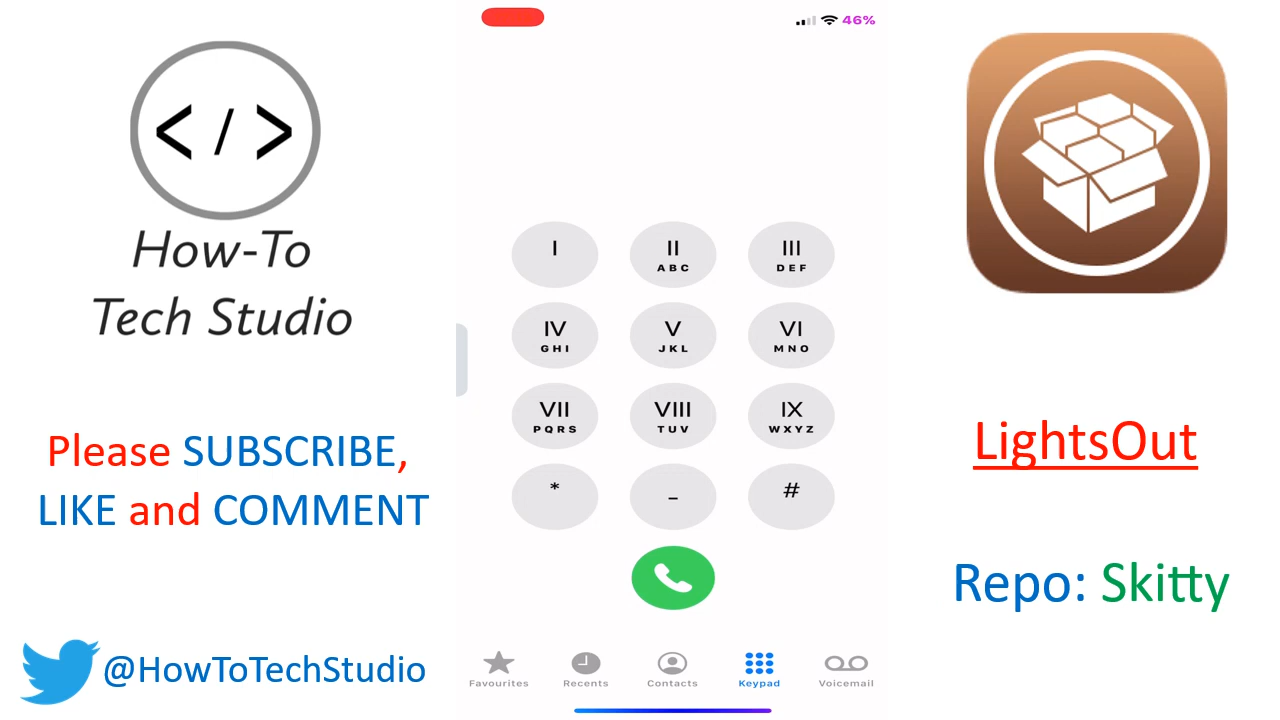 < / >
How-To
Tech Studio
Please SUBSCRIBE,
LIKE and COMMENT
@HowToTechStudio
46%
I
II
ABC
III
DEF
IV
GHI
V
JKL
VI
MNO
VII
PQRS
VIII
TUV
IX
WXYZ
*
-
#
Favourites
Recents
Contacts
Keypad
Voicemail
LightsOut
Repo: Skitty